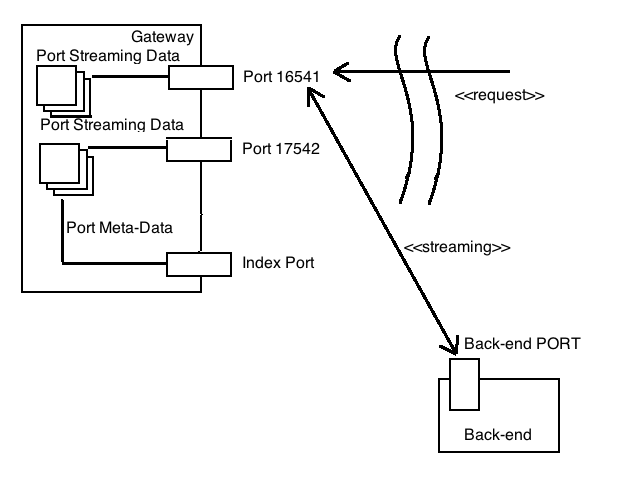 Gateway
Port Streaming Data
Port 16541
<<request>>
Port Streaming Data
Port 17542
Port Meta-Data
<<streaming>>
Index Port
Back-end PORT
Back-end